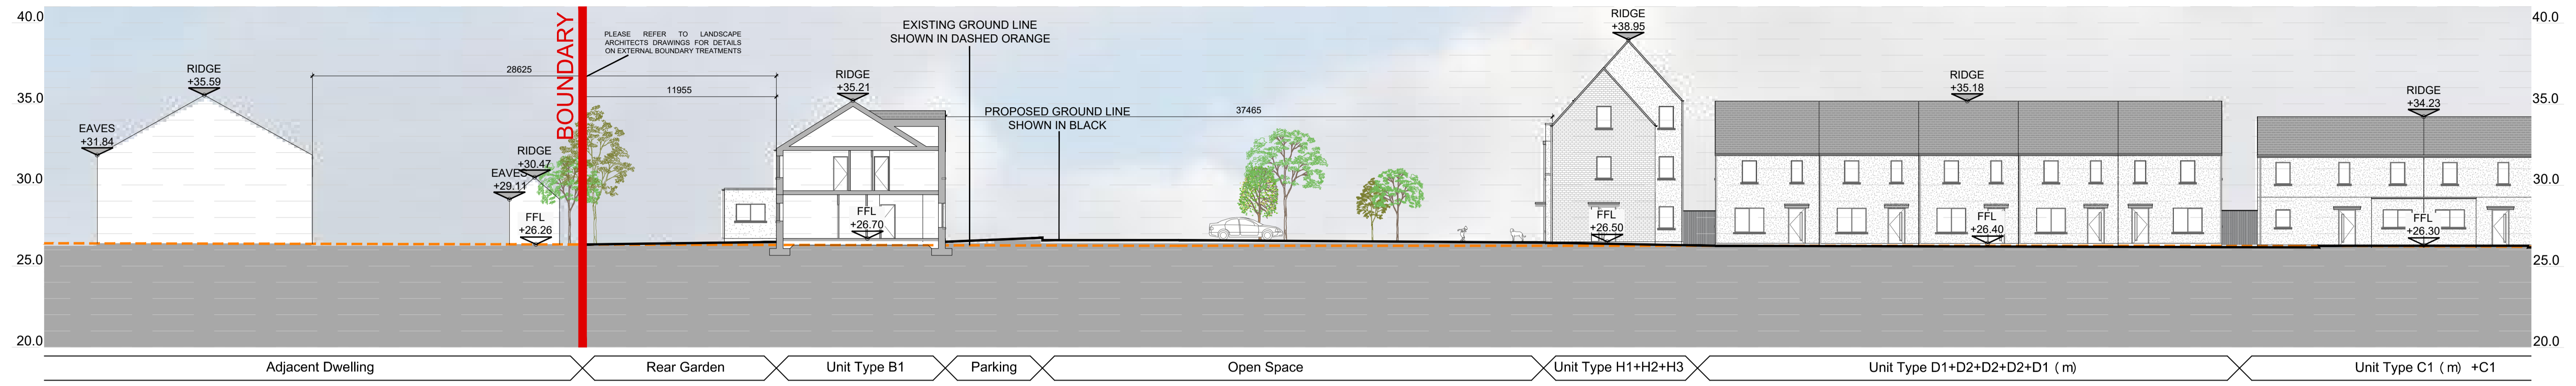 40.0
35.0
30.0
25.0
20.0
RIDGE
+35.59
EAVES
+31.84
28625
BOUNDARY
PLEASE REFER TO LANDSCAPE
ARCHITECTS DRAWINGS FOR DETAILS
ON EXTERNAL BOUNDARY TREATMENTS
11955
RIDGE
+30.47
EAVES
+29.11
FFL
+26.26
RIDGE
+35.21
FFL
+26.70
EXISTING GROUND LINE
SHOWN IN DASHED ORANGE
PROPOSED GROUND LINE
SHOWN IN BLACK
37465
RIDGE
+38.95
FFL
+26.50
RIDGE
+35.18
FFL
+26.40
RIDGE
+34.23
FFL
+26.30
40.0
35.0
30.0
25.0
20.0
Adjacent Dwelling
Rear Garden
Unit Type B1
Parking
Open Space
Unit Type H1+H2+H3
Unit Type D1+D2+D2+D2+D1 (m)
Unit Type C1 (m) +C1